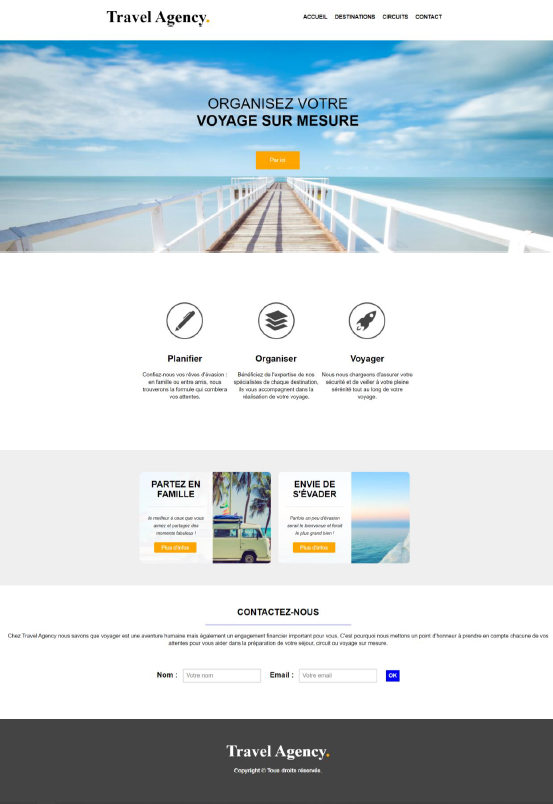 Travel Agency.
ACCUEIL DESTINATIONS CIRCUITS CONTACT
ORGANISEZ VOTRE
VOYAGE SUR MESURE
Par ici
Planifier
Confiez-nous vos rêves d'évasion :
en famille ou entre amis, nous
trouverons la formule qui comblera
vos attentes.
Organiser
Bénéficiez de l'expertise de nos
spécialistes de chaque destination,
ils vous accompagnent dans la
réalisation de votre voyage.
Voyager
Nous nous chargeons d'assurer votre
sécurité et de veiller à votre pleine
sérénité tout au long de votre
voyage.
PARTEZ EN
FAMILLE
le meilleur à ceux que vous
aimez et partagez des
moments fabuleux !
Plus d'infos
ENVIE DE
S'ÉVADER
Parfois un peu d'évasion
serait le bienvenue et ferait
le plus grand bien !
Plus d'infos
CONTACTEZ-NOUS
Chez Travel Agency nous savons que voyager est une aventure humaine mais également un engagement financier important pour vous. C'est pourquoi nous mettons un point d'honneur à prendre en compte chacune de vos
attentes pour vous aider dans la préparation de votre séjour, circuit ou voyage sur mesure.
Nom : Votre nom Email : Votre email OK
Travel Agency.
Copyright © Tous droits réservés.